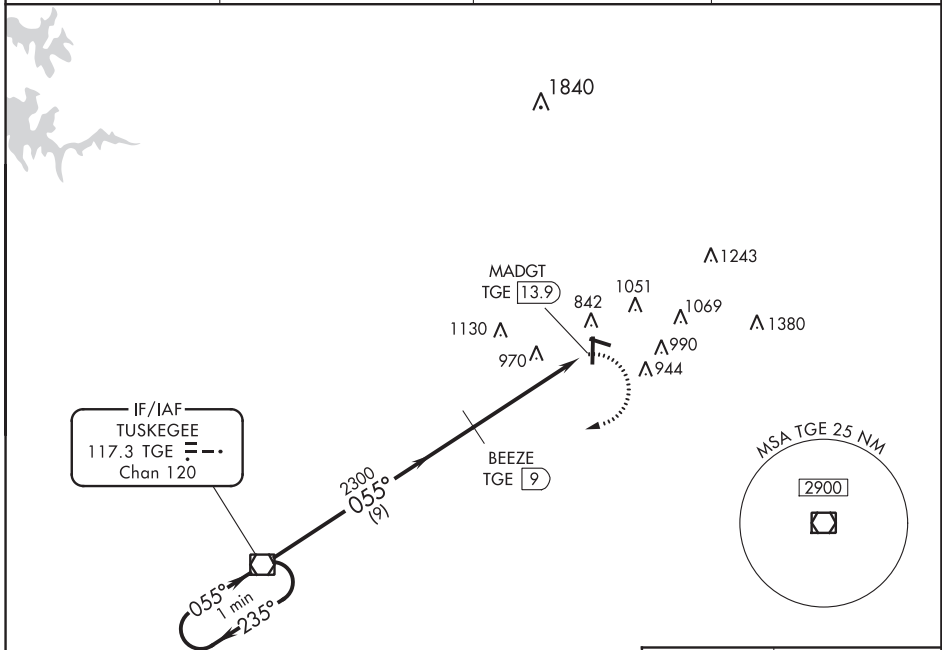 1840
1243
MADGT
TGE 13.9
842
1051
1069
1380
1130
970
990
944
IF/IAF
TUSKEGEE
117.3 TGE
Chan 120
BEEZE
TGE 9
2300
055°
(9)
055°
1 min
235°
MSA TGE 25 NM
2900